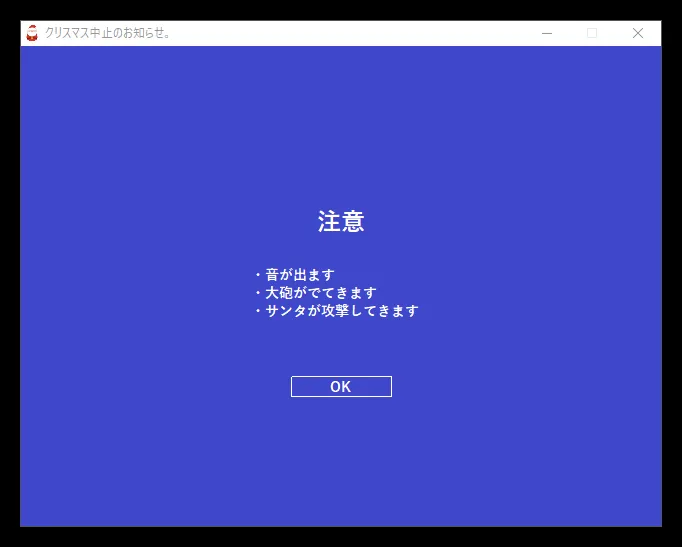 クリスマス中止のお知らせ。
注意
・音が出ます
・大砲がでてきます
・サンタが攻撃してきます
OK